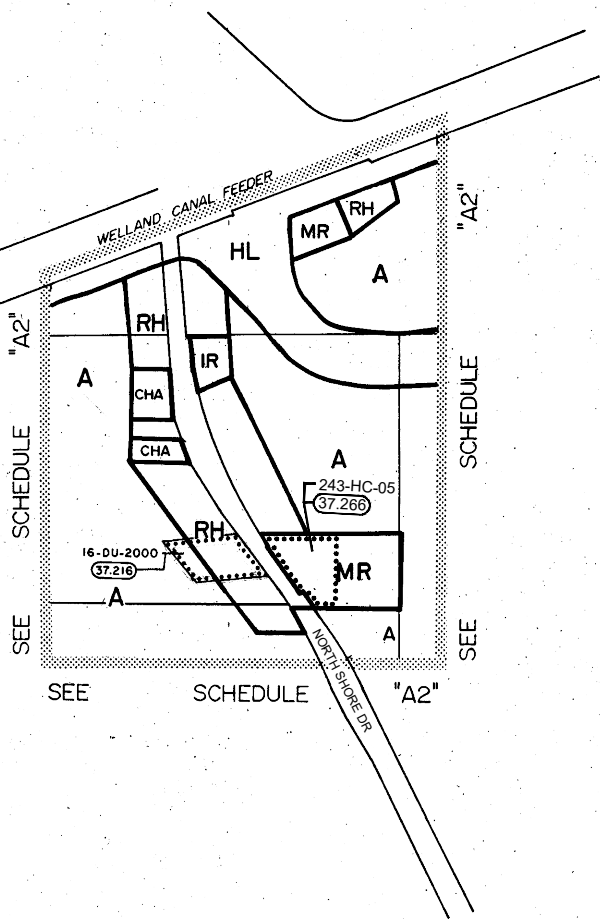 WELLAND CANAL FEEDER
"A2"
RH
MR
HL
A
"A2"
RH
IR
A
CHA
SCHEDULE
SCHEDULE
CHA
A
243-HC-05
37.266
RH
16-DU-2000
37.216
MR
A
SEE
SEE
A
NORTH SHORE DR
SEE SCHEDULE "A2"